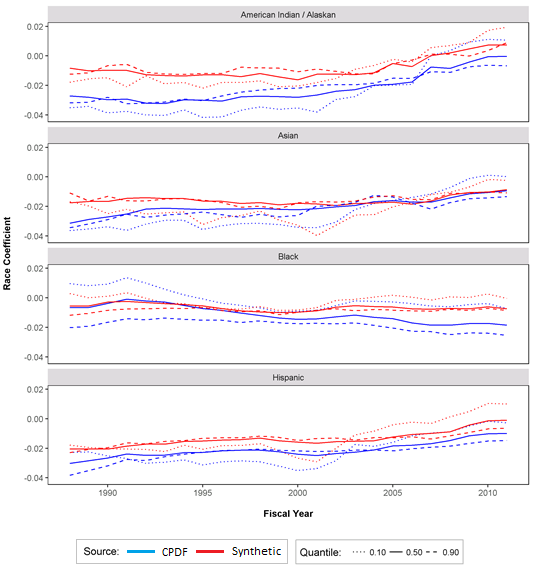 American Indian / Alaskan
0.02
0.00
-0.02
-0.04
Asian
0.02
0.00
-0.02
-0.04
Black
0.02
0.00
-0.02
-0.04
Hispanic
0.02
0.00
-0.02
-0.04
Race Coefficient
1990 1995 2000 2005 2010
Fiscal Year
Source: CPDF Synthetic Quantile: 0.10 0.50 0.90